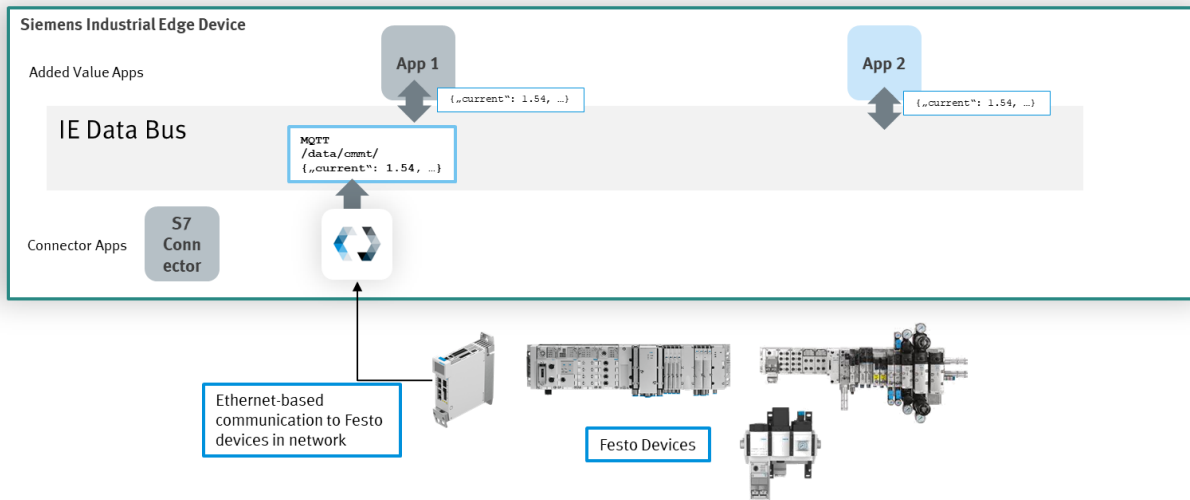 Siemens Industrial Edge Device
Added Value Apps
App 1
{„current“: 1.54, …}
App 2
{„current“: 1.54, …}
IE Data Bus
MQTT
/data/cmmt/
{„current“: 1.54, …}
Connector Apps
S7
Conn
ector
Ethernet-based
communication to Festo
devices in network
Festo Devices